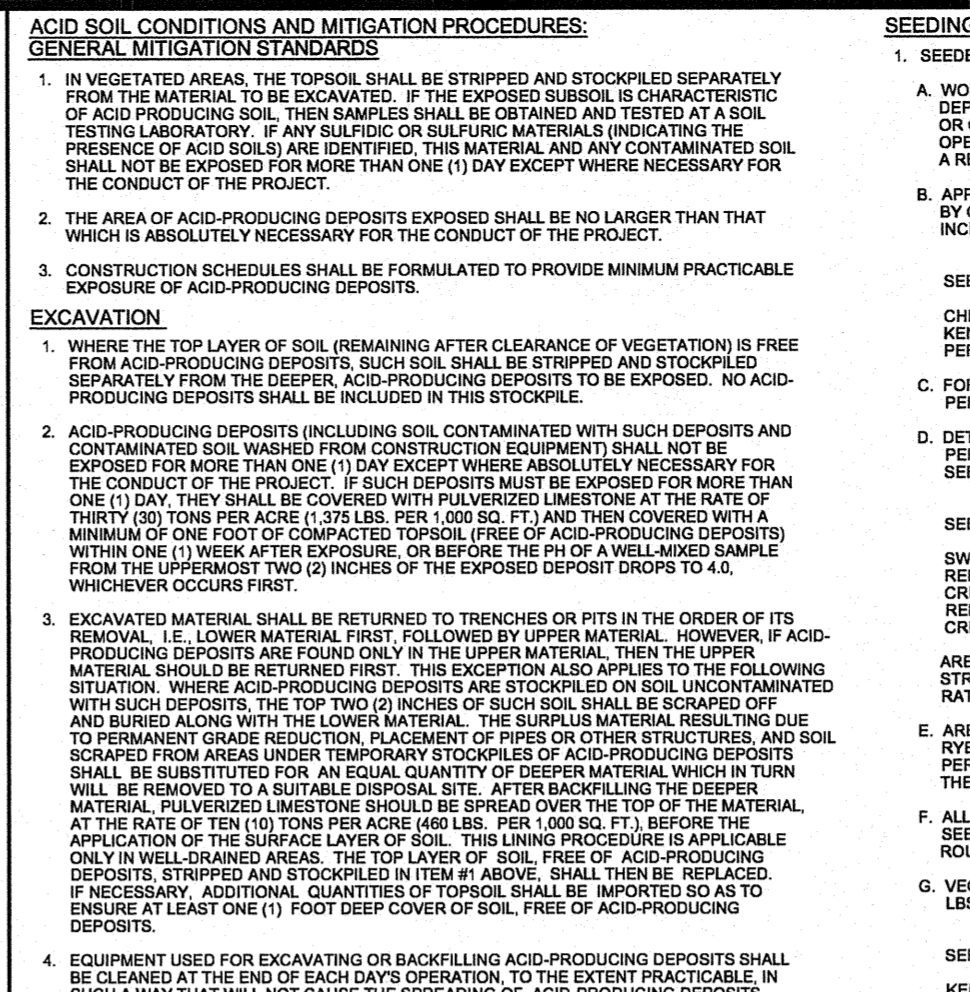 ACID SOIL CONDITIONS AND MITIGATION PROCEDURES:
GENERAL MITIGATION STANDARDS
1. IN VEGETATED AREAS, THE TOPSOIL SHALL BE STRIPPED AND STOCKPILED SEPARATELY
FROM THE MATERIAL TO BE EXCAVATED. IF THE EXPOSED SUBSOIL IS CHARACTERISTIC
OF ACID PRODUCING SOIL, THEN SAMPLES SHALL BE OBTAINED AND TESTED AT A SOIL
TESTING LABORATORY. IF ANY SULFIDIC OR SULFURIC MATERIALS (INDICATING THE
PRESENCE OF ACID SOILS) ARE IDENTIFIED, THIS MATERIAL AND ANY CONTAMINATED SOIL
SHALL NOT BE EXPOSED FOR MORE THAN ONE (1) DAY EXCEPT WHERE NECESSARY FOR
THE CONDUCT OF THE PROJECT.
2. THE AREA OF ACID-PRODUCING DEPOSITS EXPOSED SHALL BE NO LARGER THAN THAT
WHICH IS ABSOLUTELY NECESSARY FOR THE CONDUCT OF THE PROJECT.
3. CONSTRUCTION SCHEDULES SHALL BE FORMULATED TO PROVIDE MINIMUM PRACTICABLE
EXPOSURE OF ACID-PRODUCING DEPOSITS.
EXCAVATION
1. WHERE THE TOP LAYER OF SOIL (REMAINING AFTER CLEARANCE OF VEGETATION) IS FREE
FROM ACID-PRODUCING DEPOSITS, SUCH SOIL SHALL BE STRIPPED AND STOCKPILED
SEPARATELY FROM THE DEEPER, ACID-PRODUCING DEPOSITS TO BE EXPOSED. NO ACID-
PRODUCING DEPOSITS SHALL BE INCLUDED IN THIS STOCKPILE.
2. ACID-PRODUCING DEPOSITS (INCLUDING SOIL CONTAMINATED WITH SUCH DEPOSITS AND
CONTAMINATED SOIL WASHED FROM CONSTRUCTION EQUIPMENT) SHALL NOT BE
EXPOSED FOR MORE THAN ONE (1) DAY EXCEPT WHERE ABSOLUTELY NECESSARY FOR
THE CONDUCT OF THE PROJECT. IF SUCH DEPOSITS MUST BE EXPOSED FOR MORE THAN
ONE (1) DAY, THEY SHALL BE COVERED WITH PULVERIZED LIMESTONE AT THE RATE OF
THIRTY (30) TONS PER ACRE (1,375 LBS. PER 1,000 SQ. FT.) AND THEN COVERED WITH A
MINIMUM OF ONE FOOT OF COMPACTED TOPSOIL (FREE OF ACID-PRODUCING DEPOSITS)
WITHIN ONE (1) WEEK AFTER EXPOSURE, OR BEFORE THE PH OF A WELL-MIXED SAMPLE
FROM THE UPPERMOST TWO (2) INCHES OF THE EXPOSED DEPOSIT DROPS TO 4.0,
WHICHEVER OCCURS FIRST.
3. EXCAVATED MATERIAL SHALL BE RETURNED TO TRENCHES OR PITS IN THE ORDER OF ITS
REMOVAL, I.E., LOWER MATERIAL FIRST, FOLLOWED BY UPPER MATERIAL. HOWEVER, IF ACID-
PRODUCING DEPOSITS ARE FOUND ONLY IN THE UPPER MATERIAL, THEN THE UPPER
MATERIAL SHOULD BE RETURNED FIRST. THIS EXCEPTION ALSO APPLIES TO THE FOLLOWING
SITUATION. WHERE ACID-PRODUCING DEPOSITS ARE STOCKPILED ON SOIL UNCONTAMINATED
WITH SUCH DEPOSITS, THE TOP TWO (2) INCHES OF SUCH SOIL SHALL BE SCRAPED OFF
AND BURIED ALONG WITH THE LOWER MATERIAL. THE SURPLUS MATERIAL RESULTING DUE
TO PERMANENT GRADE REDUCTION, PLACEMENT OF PIPES OR OTHER STRUCTURES, AND SOIL
SCRAPED FROM AREAS UNDER TEMPORARY STOCKPILES OF ACID-PRODUCING DEPOSITS
SHALL BE SUBSTITUTED FOR AN EQUAL QUANTITY OF DEEPER MATERIAL WHICH IN TURN
WILL BE REMOVED TO A SUITABLE DISPOSAL SITE. AFTER BACKFILLING THE DEEPER
MATERIAL, PULVERIZED LIMESTONE SHOULD BE SPREAD OVER THE TOP OF THE MATERIAL,
AT THE RATE OF TEN (10) TONS PER ACRE (460 LBS. PER 1,000 SQ. FT.), BEFORE THE
APPLICATION OF THE SURFACE LAYER OF SOIL. THIS LINING PROCEDURE IS APPLICABLE
ONLY IN WELL-DRAINED AREAS. THE TOP LAYER OF SOIL, FREE OF ACID-PRODUCING
DEPOSITS, STRIPPED AND STOCKPILED IN ITEM #1 ABOVE, SHALL THEN BE REPLACED.
IF NECESSARY, ADDITIONAL QUANTITIES OF TOPSOIL SHALL BE IMPORTED SO AS TO
ENSURE AT LEAST ONE (1) FOOT DEEP COVER OF SOIL, FREE OF ACID-PRODUCING
DEPOSITS.
4. EQUIPMENT USED FOR EXCAVATING OR BACKFILLING ACID-PRODUCING DEPOSITS SHALL
BE CLEANED AT THE END OF EACH DAY'S OPERATION, TO THE EXTENT PRACTICABLE, IN
SUCH A WAY THAT WILL NOT CAUSE THE SPREADING OF ACID-PRODUCING DEPOSITS
SEEDING
1.
A.
OR
A
B.
BY
C.
D.
E.
F. ALL
G.